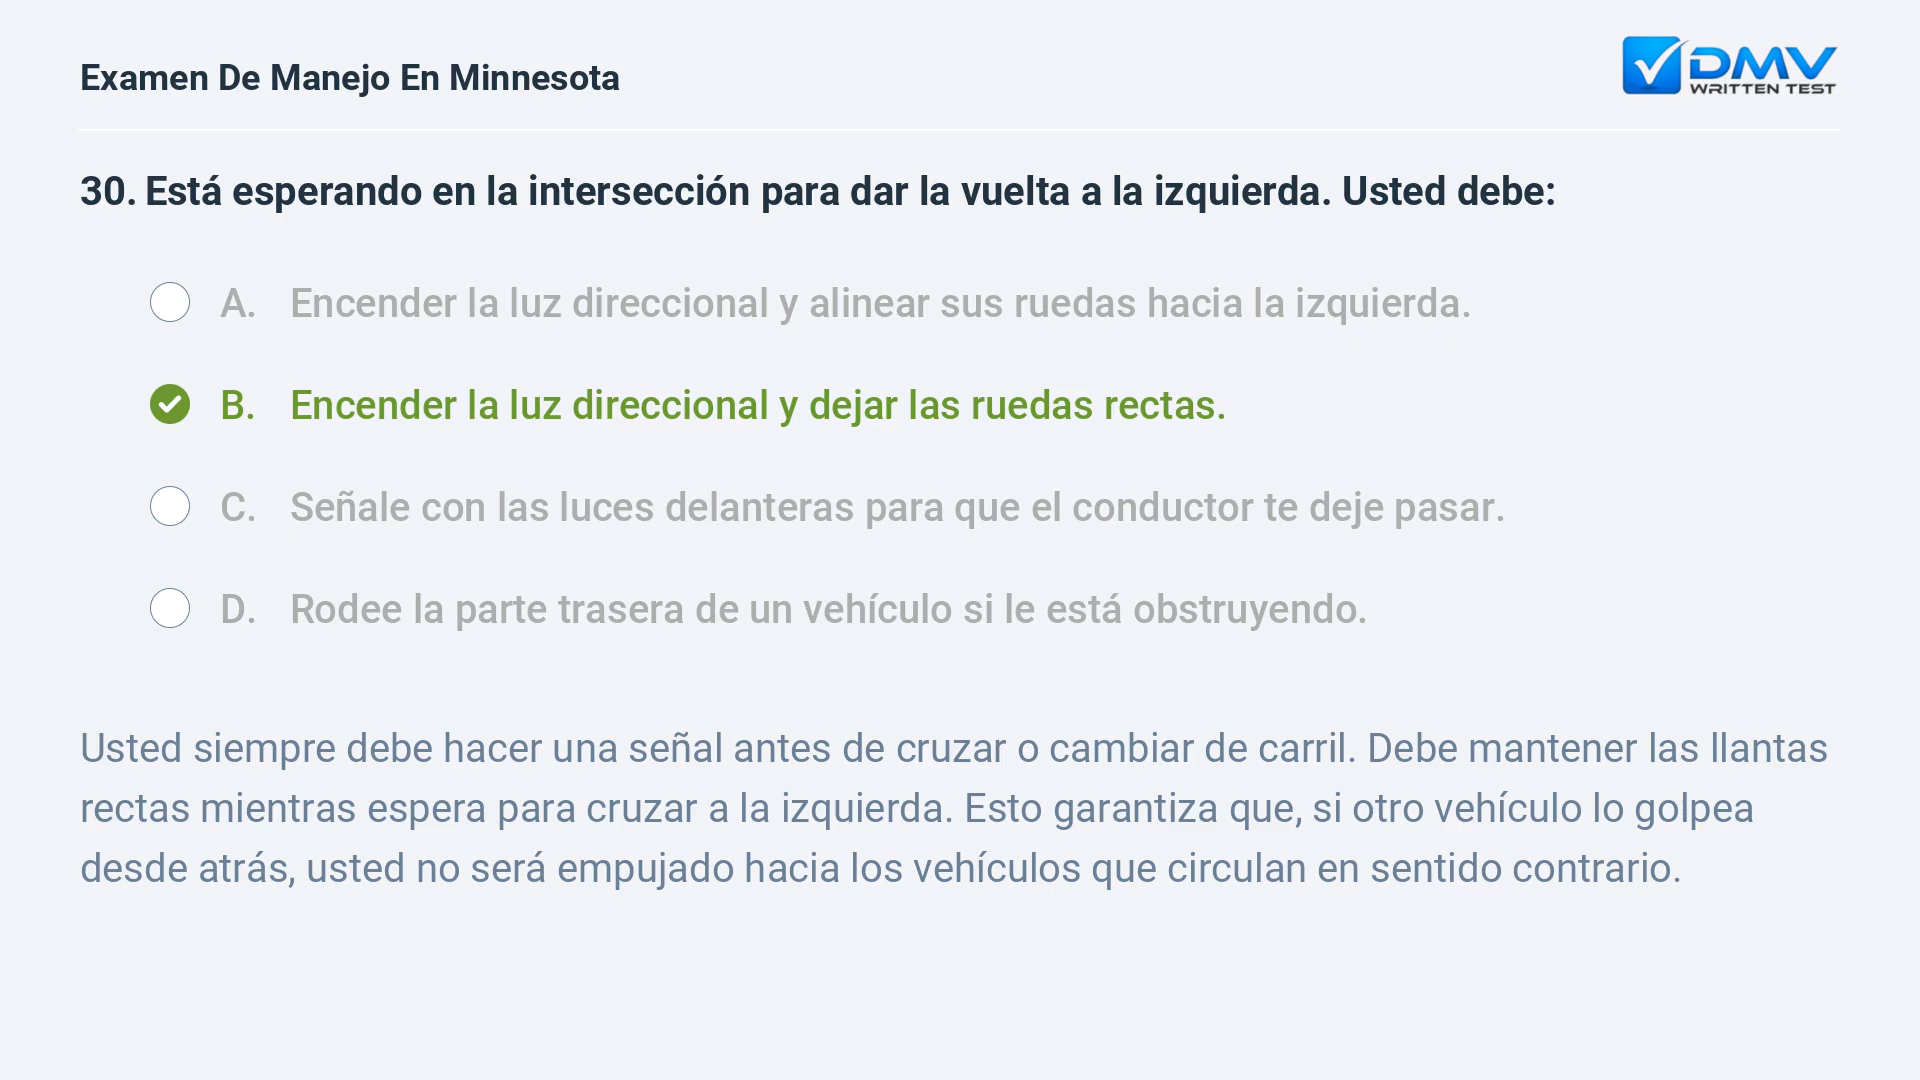 Examen De Manejo En Minnesota
DMV
WRITTEN TEST
30. Está esperando en la intersección para dar la vuelta a la izquierda. Usted debe:
A. Encender la luz direccional y alinear sus ruedas hacia la izquierda.
B. Encender la luz direccional y dejar las ruedas rectas.
C. Señale con las luces delanteras para que el conductor te deje pasar.
D. Rodee la parte trasera de un vehículo si le está obstruyendo.
Usted siempre debe hacer una señal antes de cruzar o cambiar de carril. Debe mantener las llantas
rectas mientras espera para cruzar a la izquierda. Esto garantiza que, si otro vehículo lo golpea
desde atrás, usted no será empujado hacia los vehículos que circulan en sentido contrario.